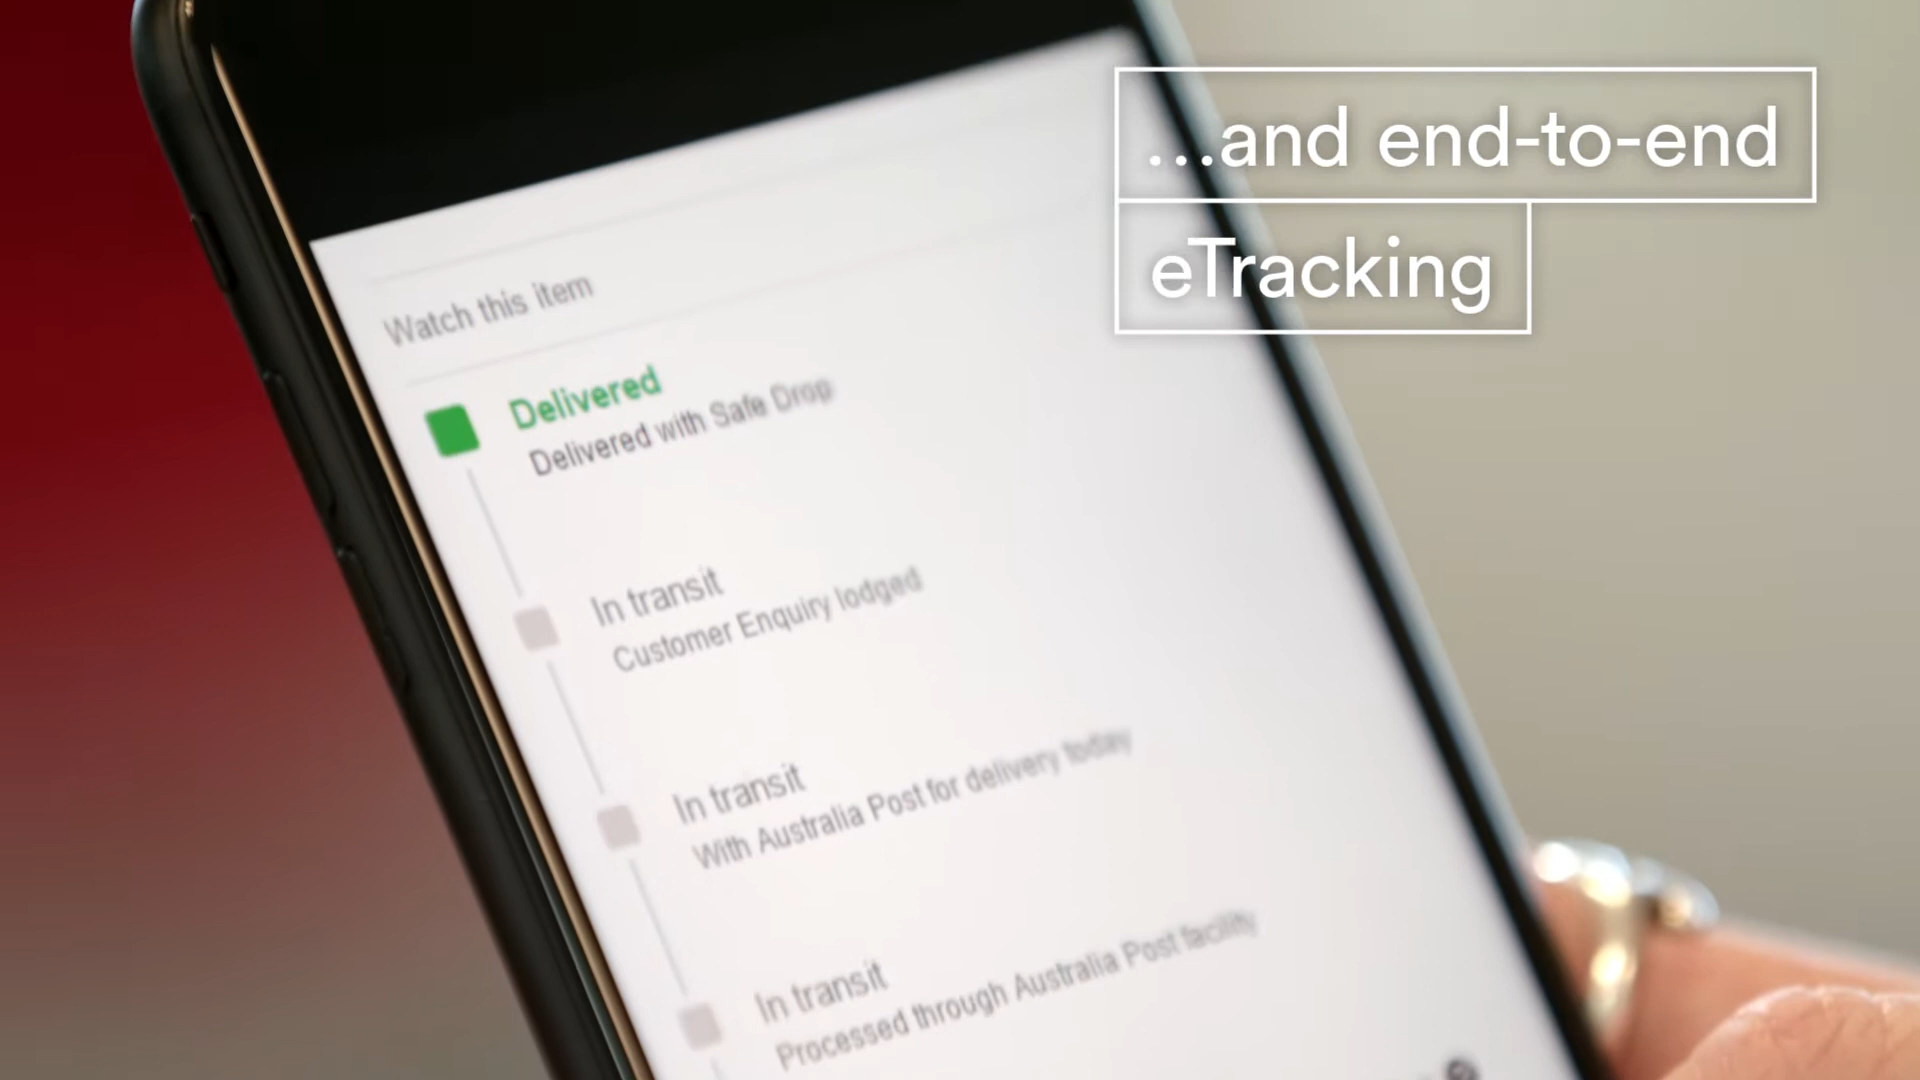 ...and end-to-end
eTracking
Watch this item
Delivered
Delivered with Safe Drop
In transit
Customer Enquiry lodged
In transit
With Australia Post for delivery today
In transit
Processed through Australia Post facility